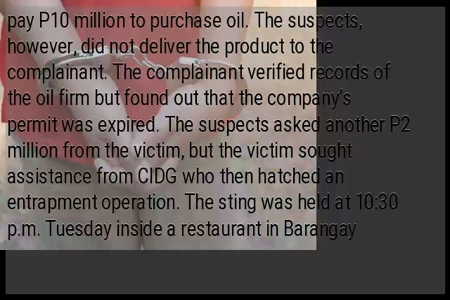 pay P10 million to purchase oil. The suspects,
however, did not deliver the product to the
complainant. The complainant verified records of
the oil firm but found out that the company's
permit was expired. The suspects asked another P2
million from the victim, but the victim sought
assistance from CIDG who then hatched an
entrapment operation. The sting was held at 10:30
p.m. Tuesday inside a restaurant in Barangay